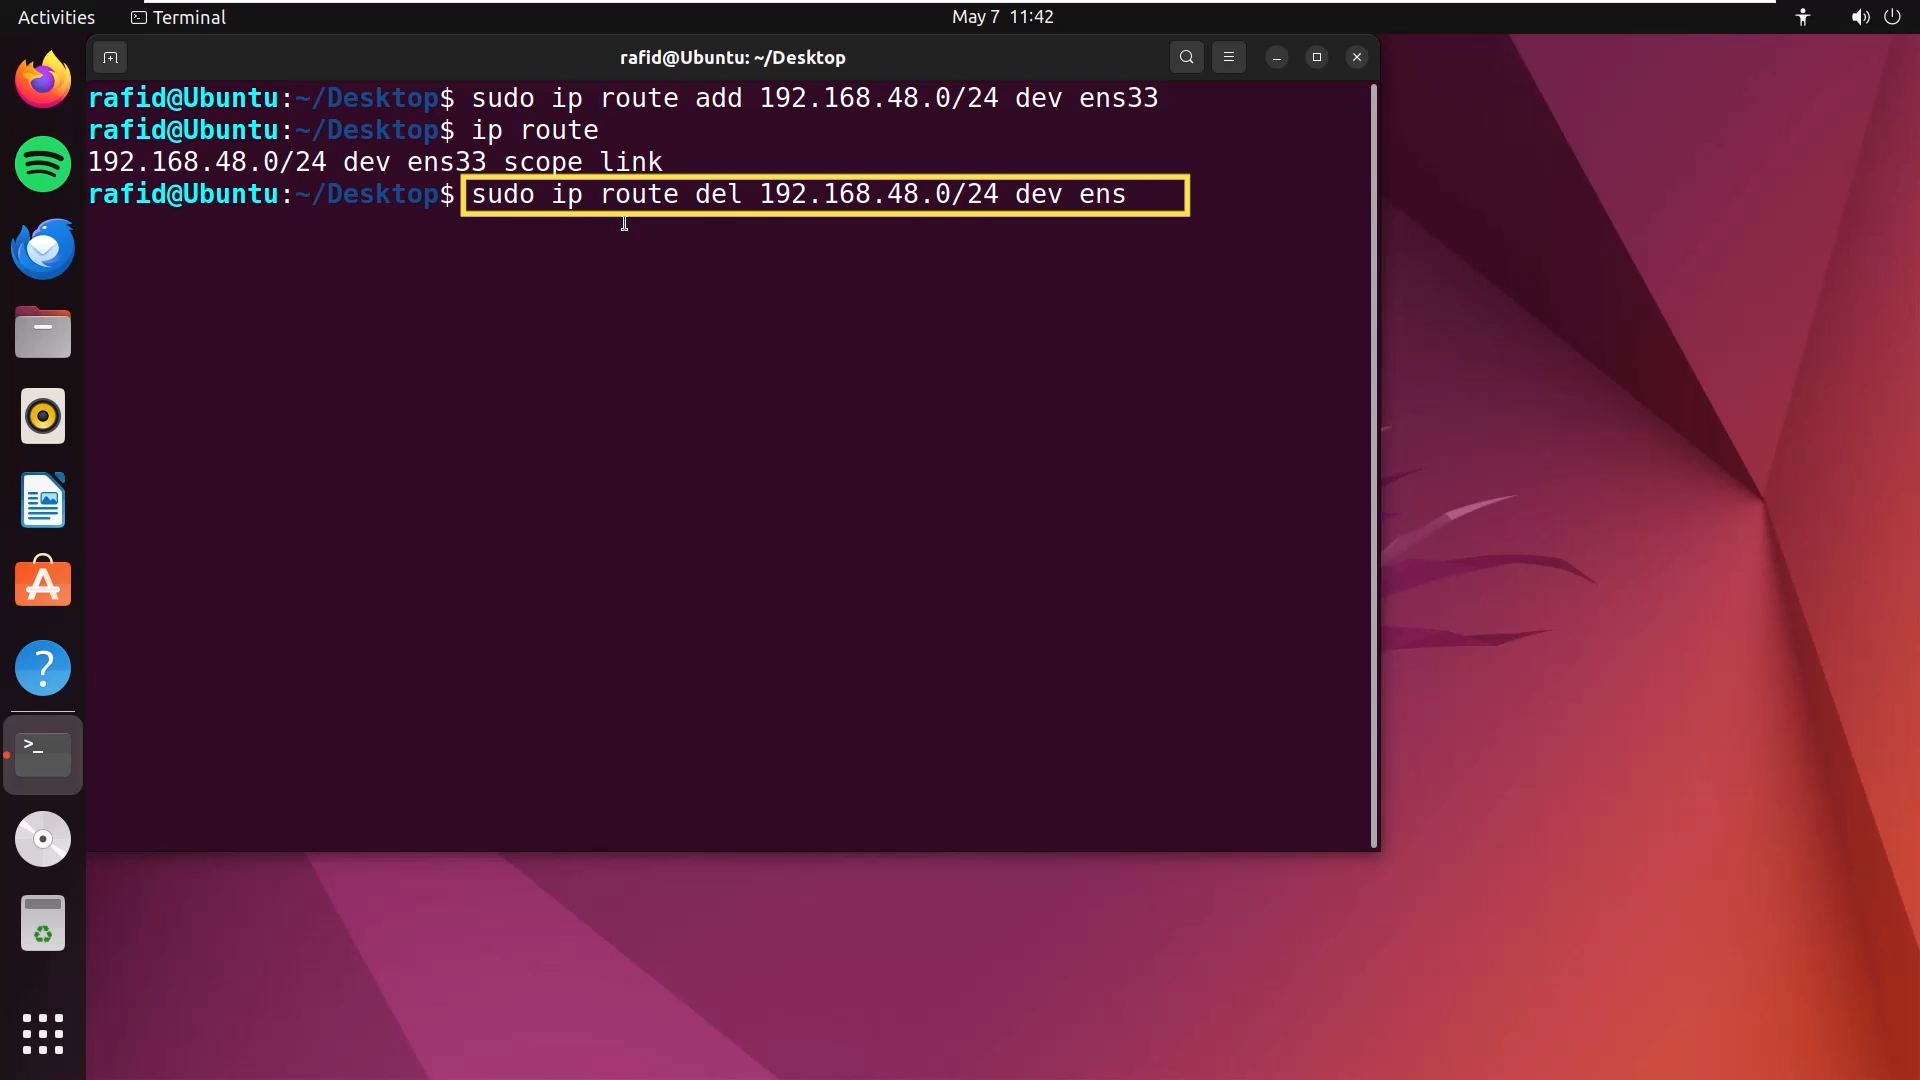 Activities
Terminal
May 7 11:42
rafid@Ubuntu: ~/Desktop
rafid@Ubuntu:~/Desktop$ sudo ip route add 192.168.48.0/24 dev ens33
rafid@Ubuntu:~/Desktop$ ip route
192.168.48.0/24 dev ens33 scope link
rafid@Ubuntu:~/Desktop$ sudo ip route del 192.168.48.0/24 dev ens